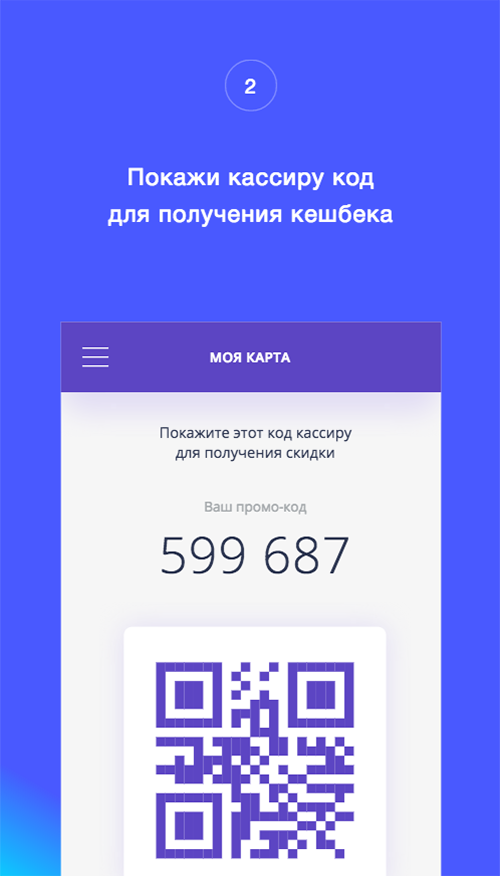 2
Покажи кассиру код
для получения кешбека
МОЯ КАРТА
Покажите этот код кассиру
для получения скидки
Ваш промо-код
599 687